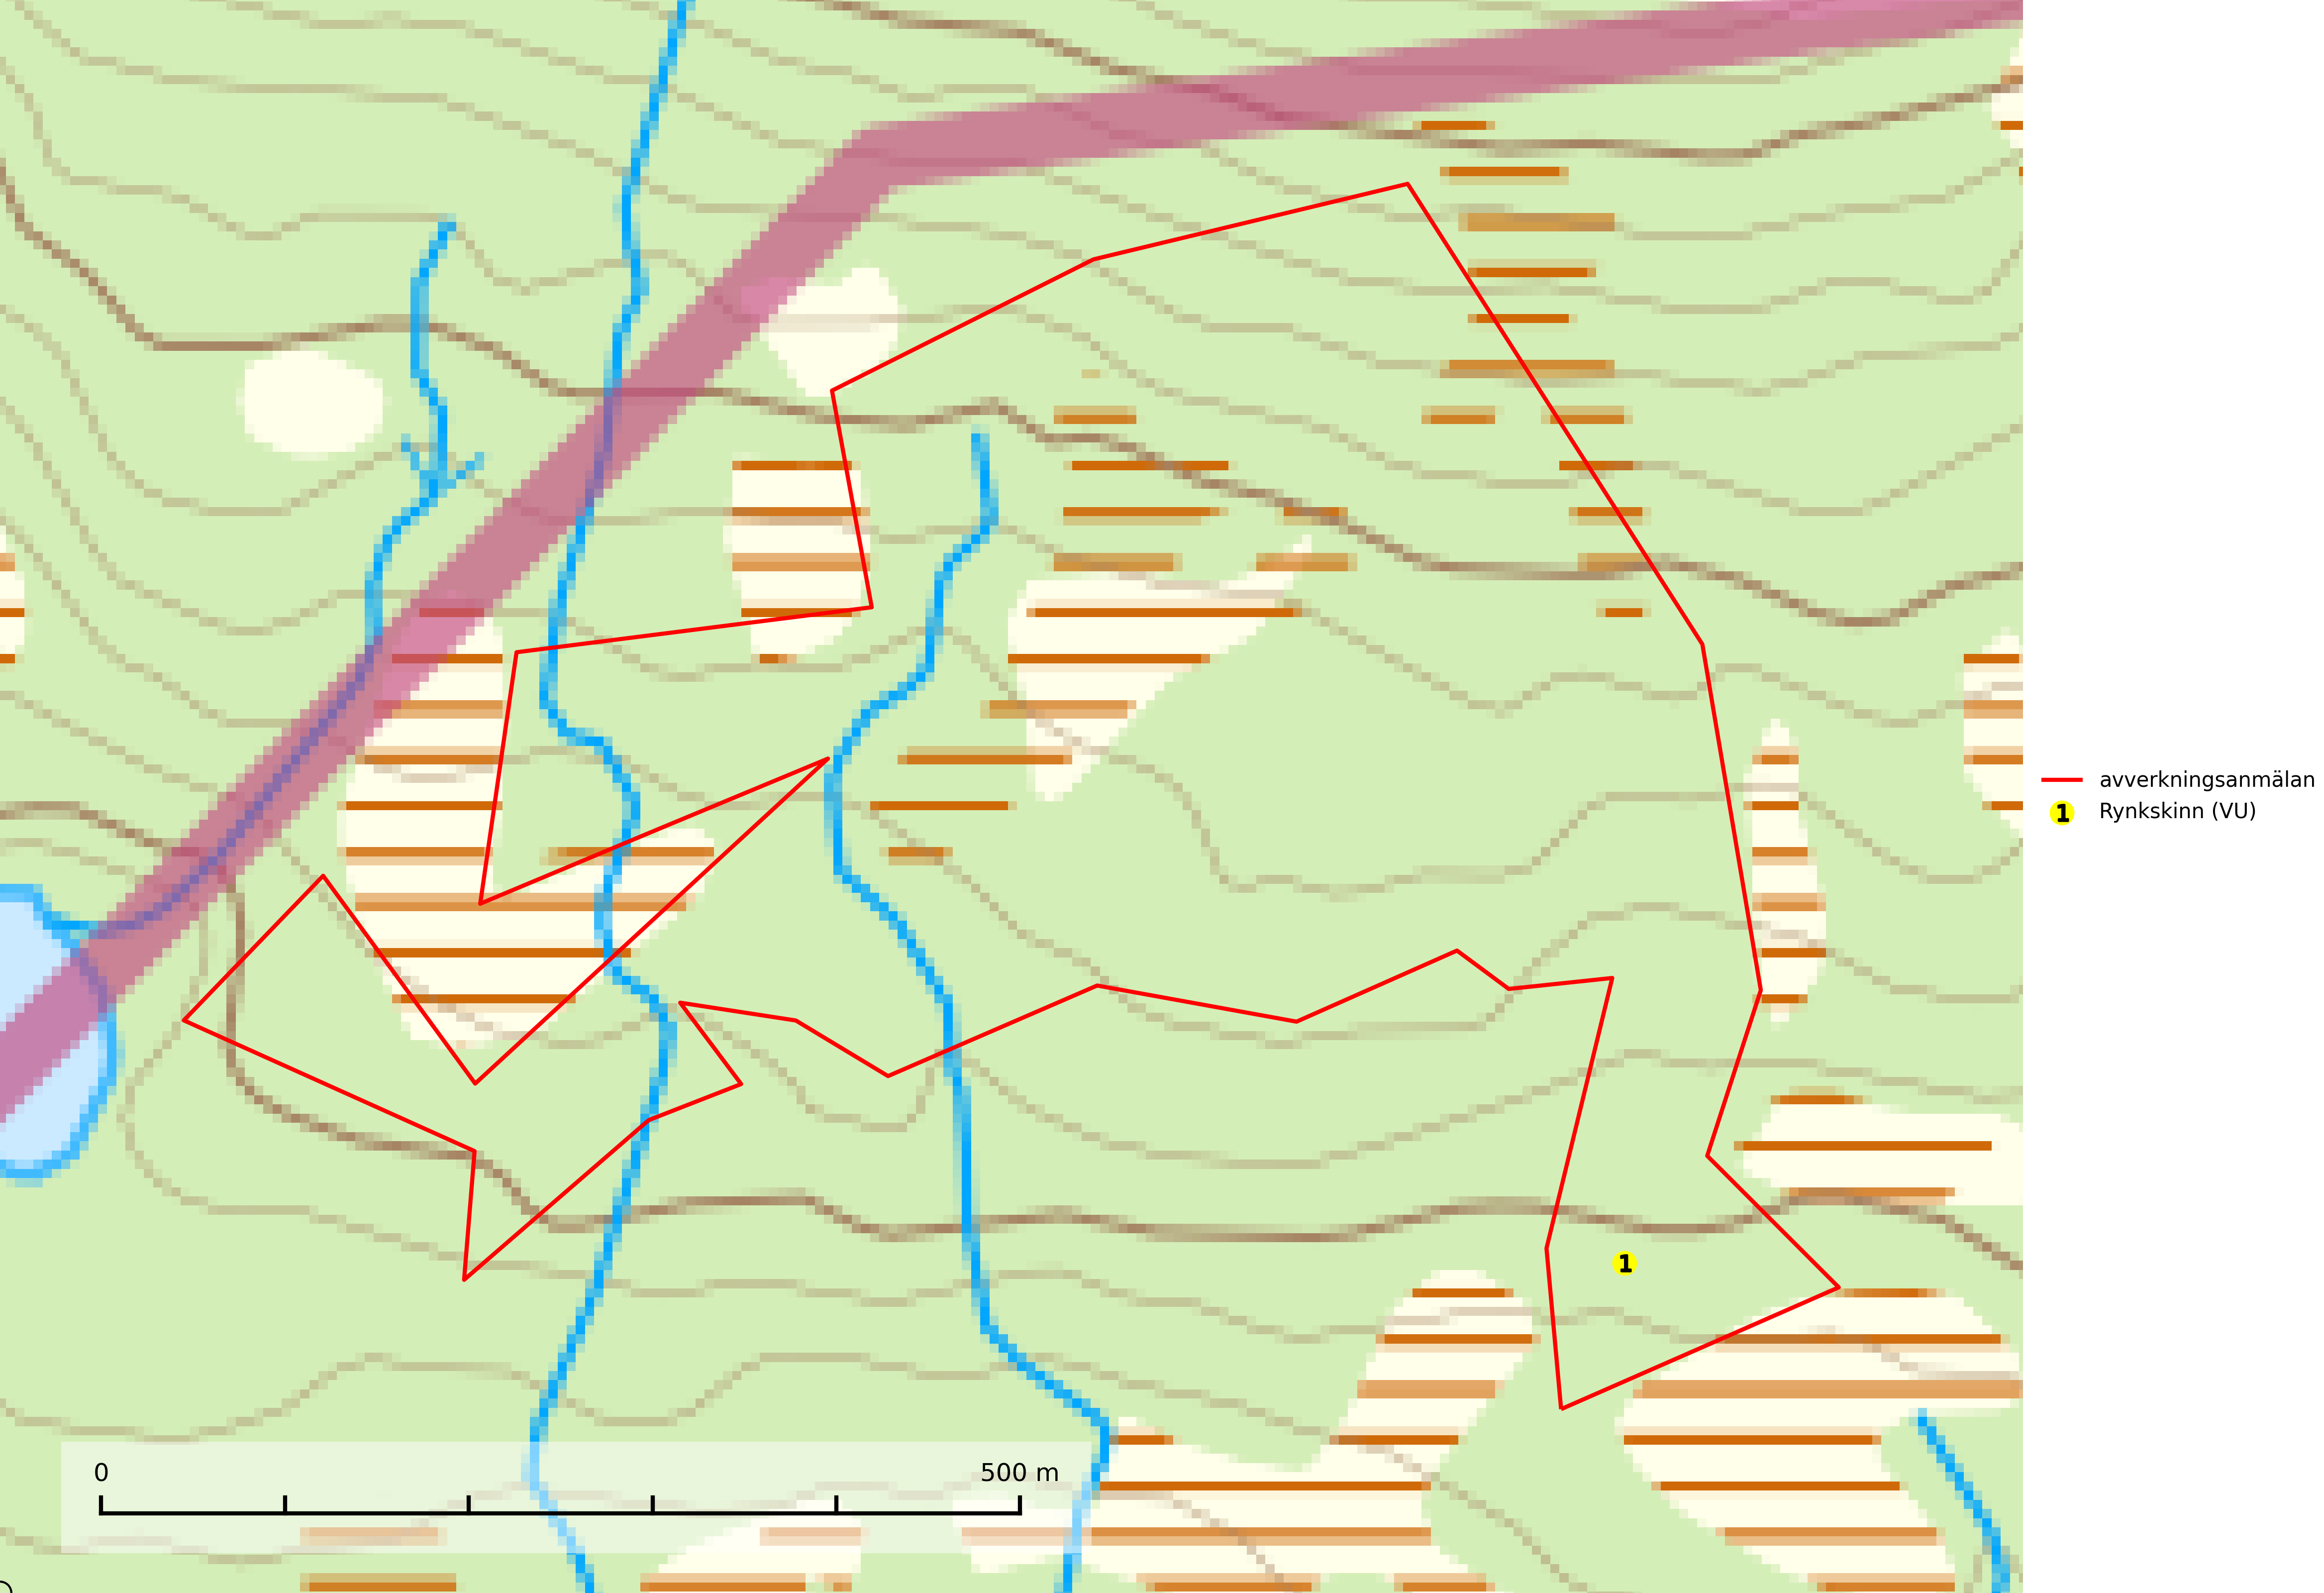 avverkningsanmälan
1 Rynkskinn (VU)
1
0 500 m